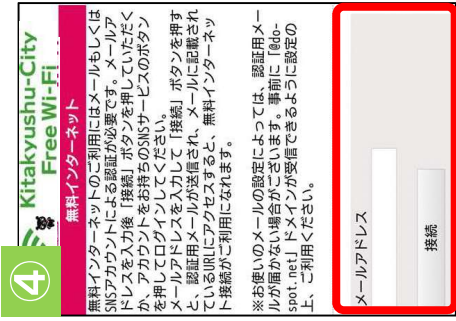 ④
Kitakyushu-City
Free Wi-Fi
無料インターネット
無料インターネットのご利用にはメールもしくは
SNSアカウントによる認証が必要です。メールア
ドレスを入力後「接続」ボタンを押していただく
か、アカウントをお持ちのSNSサービスのボタン
を押してログインしてください。
メールアドレスを入力して「接続」ボタンを押す
と、認証用メールが送信され、メールに記載され
ているURLにアクセスすると、無料インターネッ
ト接続がご利用になれます。
※お使いのメールの設定によっては、認証用メー
ルが届かない場合がございます。事前に「@do-
spot.net」ドメインが受信できるように設定の
上、ご利用ください。
メールアドレス
接続